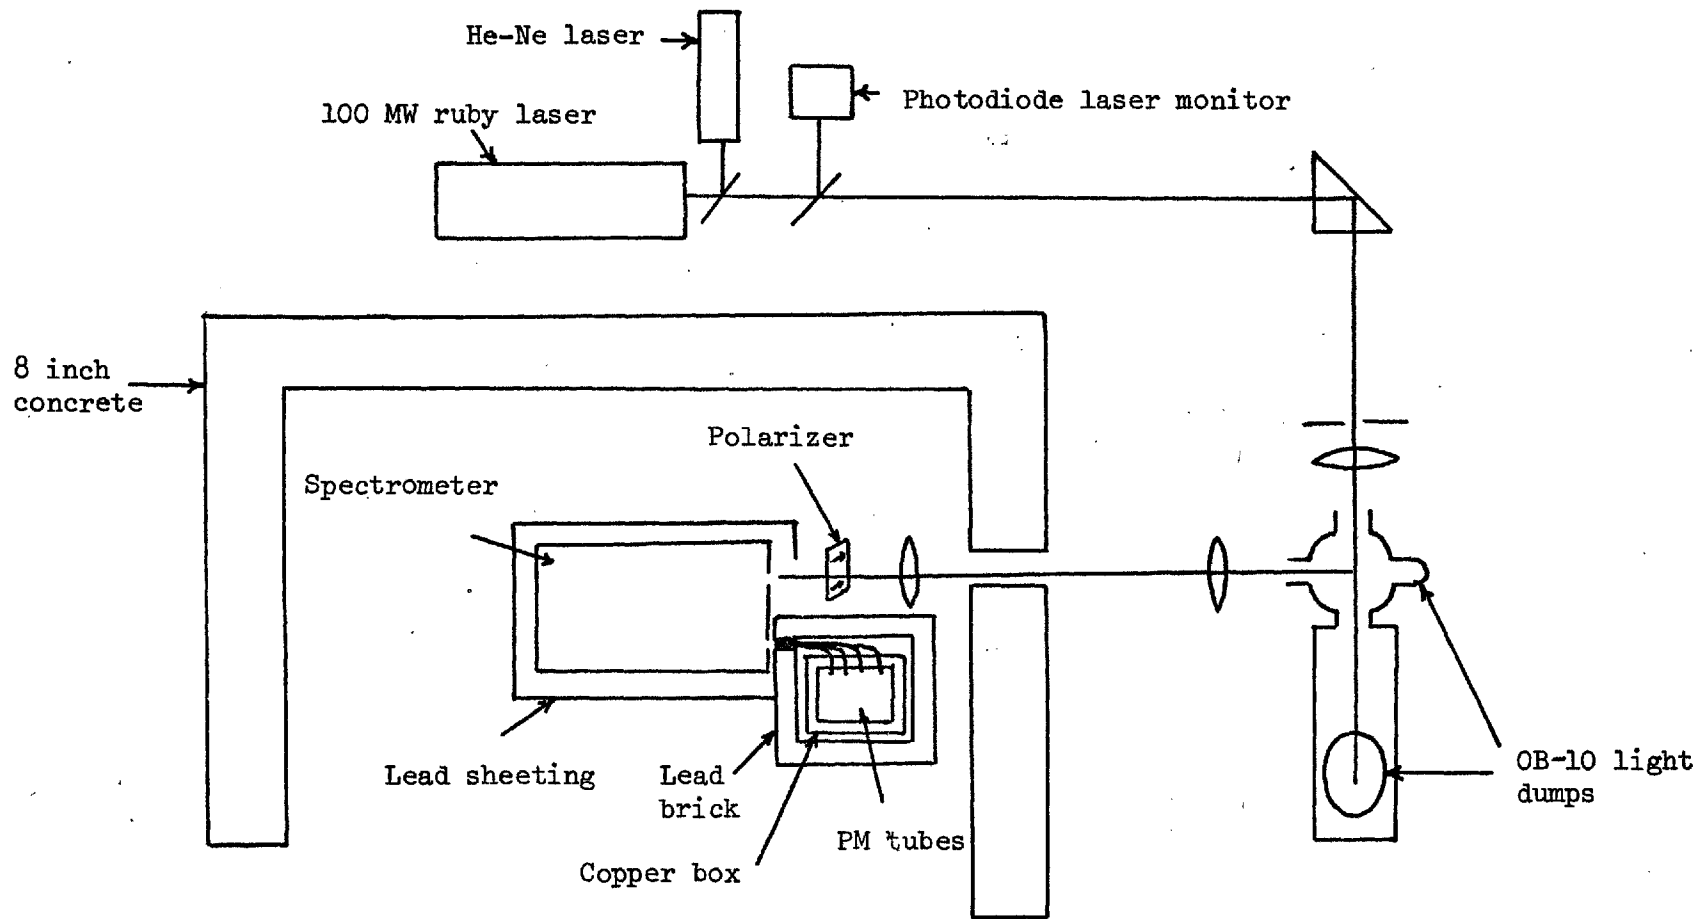 He-Ne laser
100 MW ruby laser
Photodiode laser monitor
8 inch
concrete
Polarizer
Spectrometer
Lead sheeting
Lead
brick
OB-10 light
dumps
PM tubes
Copper box